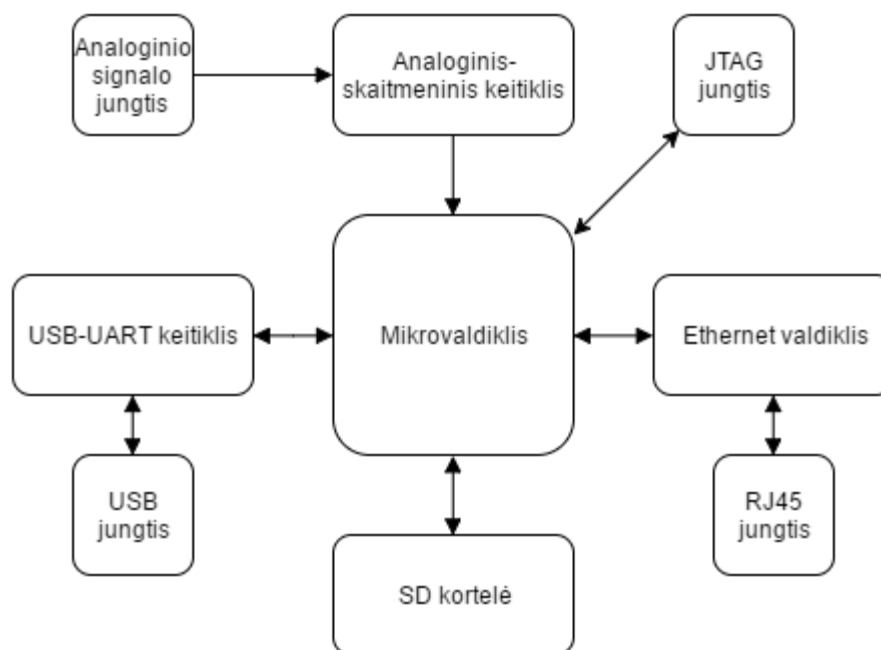 Analoginio
signalo
jungtis
Analoginis-
skaitmeninis keitiklis
JTAG
jungtis
USB-UART keitiklis
Mikrovaldiklis
Ethernet valdiklis
USB
jungtis
SD kortelė
RJ45
jungtis